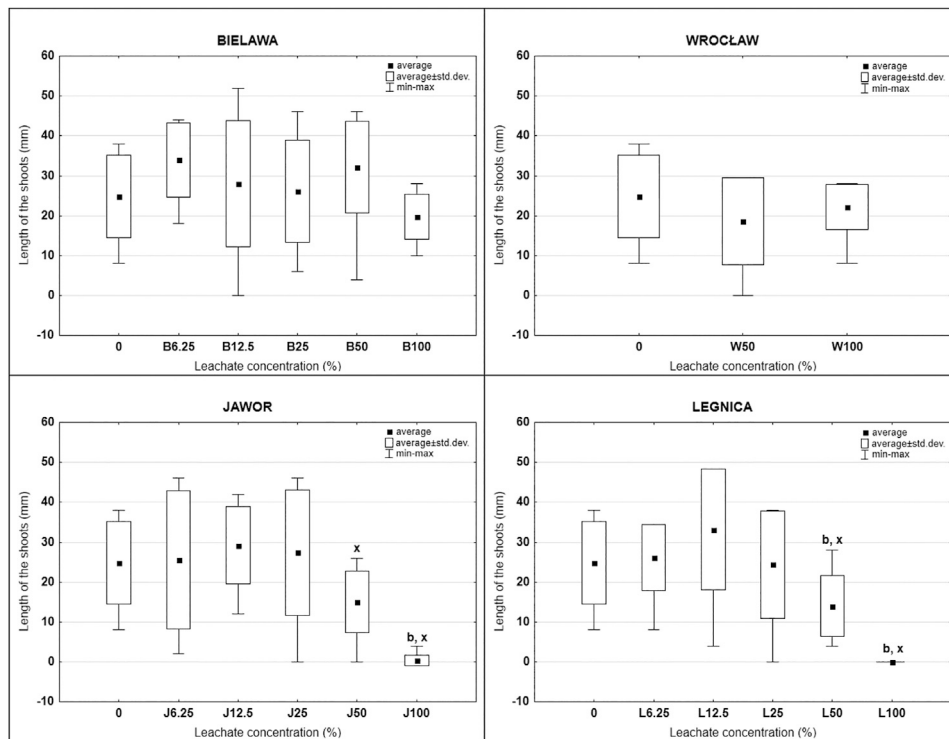 BIELAWA
average
average±std.dev.
min-max
Length of the shoots (mm)
60
50
40
30
20
10
0
-10
0 B6.25 B12.5 B25 B50 B100
Leachate concentration (%)
WROCŁAW
average
average±std.dev.
min-max
Length of the shoots (mm)
60
50
40
30
20
10
0
-10
0 W50 W100
Leachate concentration (%)
JAWOR
average
average±std.dev.
min-max
Length of the shoots (mm)
60
50
40
30
20
10
0
-10
x
b, x
0 J6.25 J12.5 J25 J50 J100
Leachate concentration (%)
LEGNICA
average
average±std.dev.
min-max
Length of the shoots (mm)
60
50
40
30
20
10
0
-10
b, x
b, x
0 L6.25 L12.5 L25 L50 L100
Leachate concentration (%)